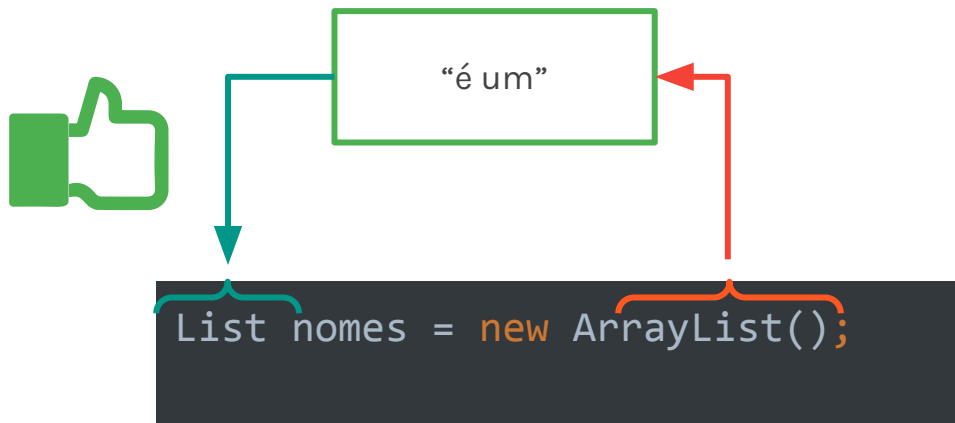 “é um”
List nomes = new ArrayList();